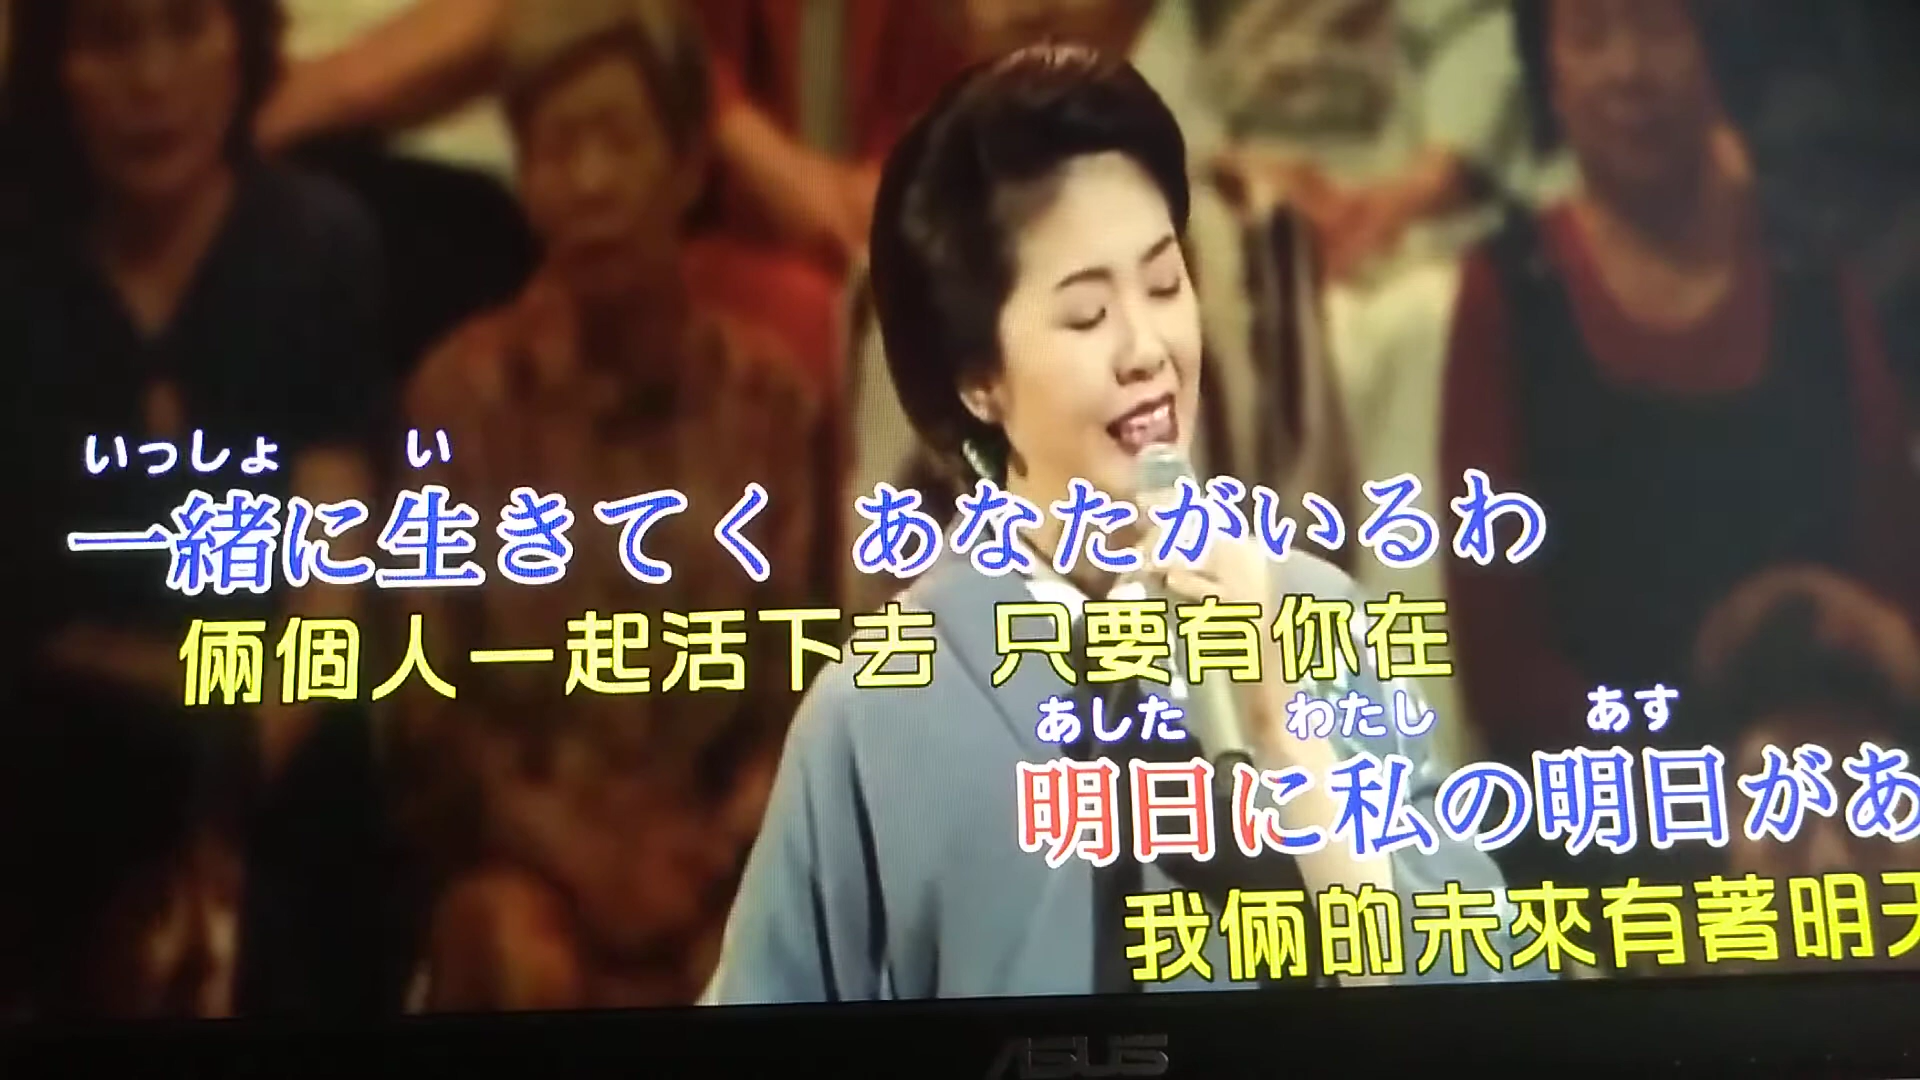 いっしょ い
一緒に生きてく あなたがいるわ
倆個人一起活下去 只要有你在
あした わたし あす
明日に私の明日があ
我倆的未來有著明天
ASUS